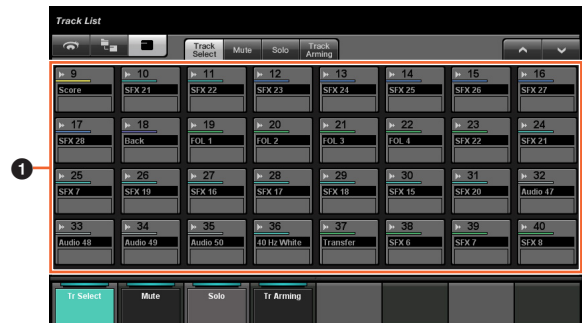 Track List
Track Select Mute Solo Track Arming
9 10 11 12 13 14 15 16
Score SFX 21 SFX 22 SFX 23 SFX 24 SFX 25 SFX 26 SFX 27
17 18 19 20 21 22 23 24
SFX 28 Back FOL 1 FOL 2 FOL 3 FOL 4 SFX 22 SFX 21
1
25 26 27 28 29 30 31 32
SFX 7 SFX 19 SFX 16 SFX 17 SFX 18 SFX 15 SFX 20 Audio 47
33 34 35 36 37 38 39 40
Audio 48 Audio 49 Audio 50 40 Hz White Transfer SFX 6 SFX 7 SFX 8
Tr Select Mute Solo Tr Arming